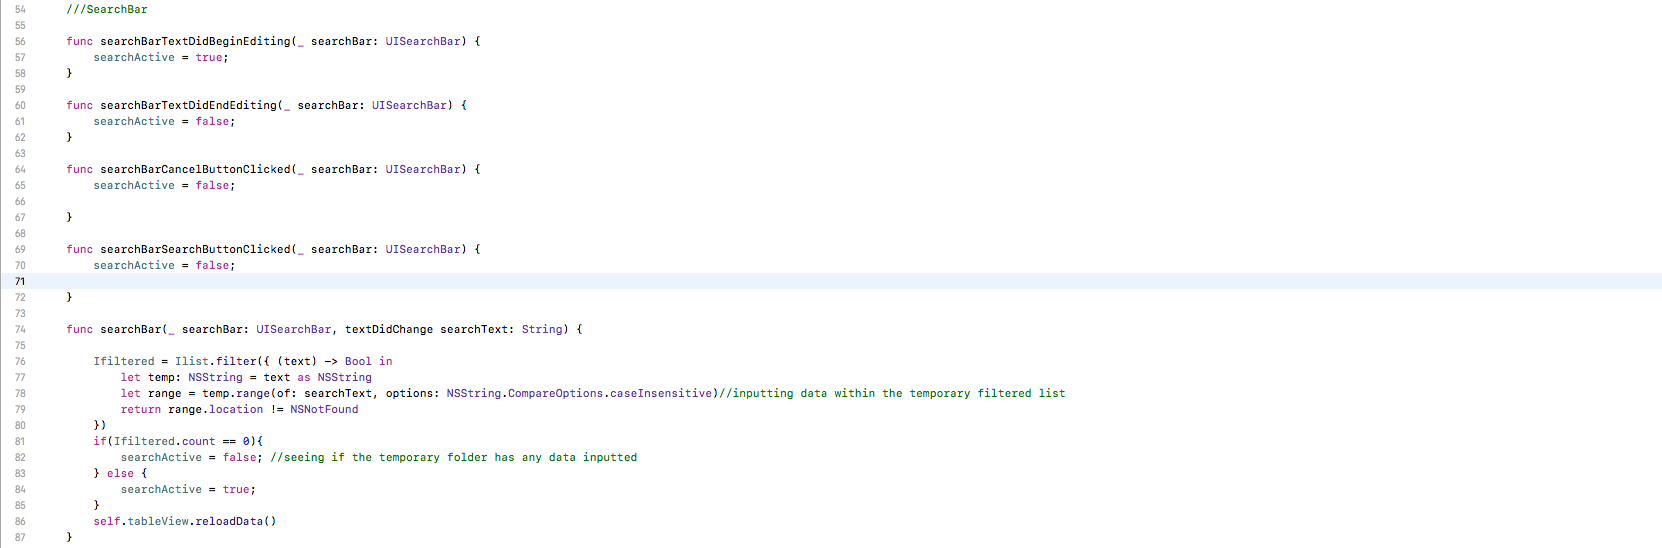 54 ///SearchBar
55
56 func searchBarTextDidBeginEditing(_ searchBar: UISearchBar) {
57 searchActive = true;
58 }
59
60 func searchBarTextDidEndEditing(_ searchBar: UISearchBar) {
61 searchActive = false;
62 }
63
64 func searchBarCancelButtonClicked(_ searchBar: UISearchBar) {
65 searchActive = false;
66
67 }
68
69 func searchBarSearchButtonClicked(_ searchBar: UISearchBar) {
70 searchActive = false;
71
72 }
73
74 func searchBar(_ searchBar: UISearchBar, textDidChange searchText: String) {
75
76 Ifiltered = Ilist.filter({ (text) -> Bool in
77 let temp: NSString = text as NSString
78 let range = temp.range(of: searchText, options: NSString.CompareOptions.caseInsensitive)//inputting data within the temporary filtered list
79 return range.location != NSNotFound
80 })
81 if(Ifiltered.count == 0){
82 searchActive = false; //seeing if the temporary folder has any data inputted
83 } else {
84 searchActive = true;
85 }
86 self.tableView.reloadData()
87 }